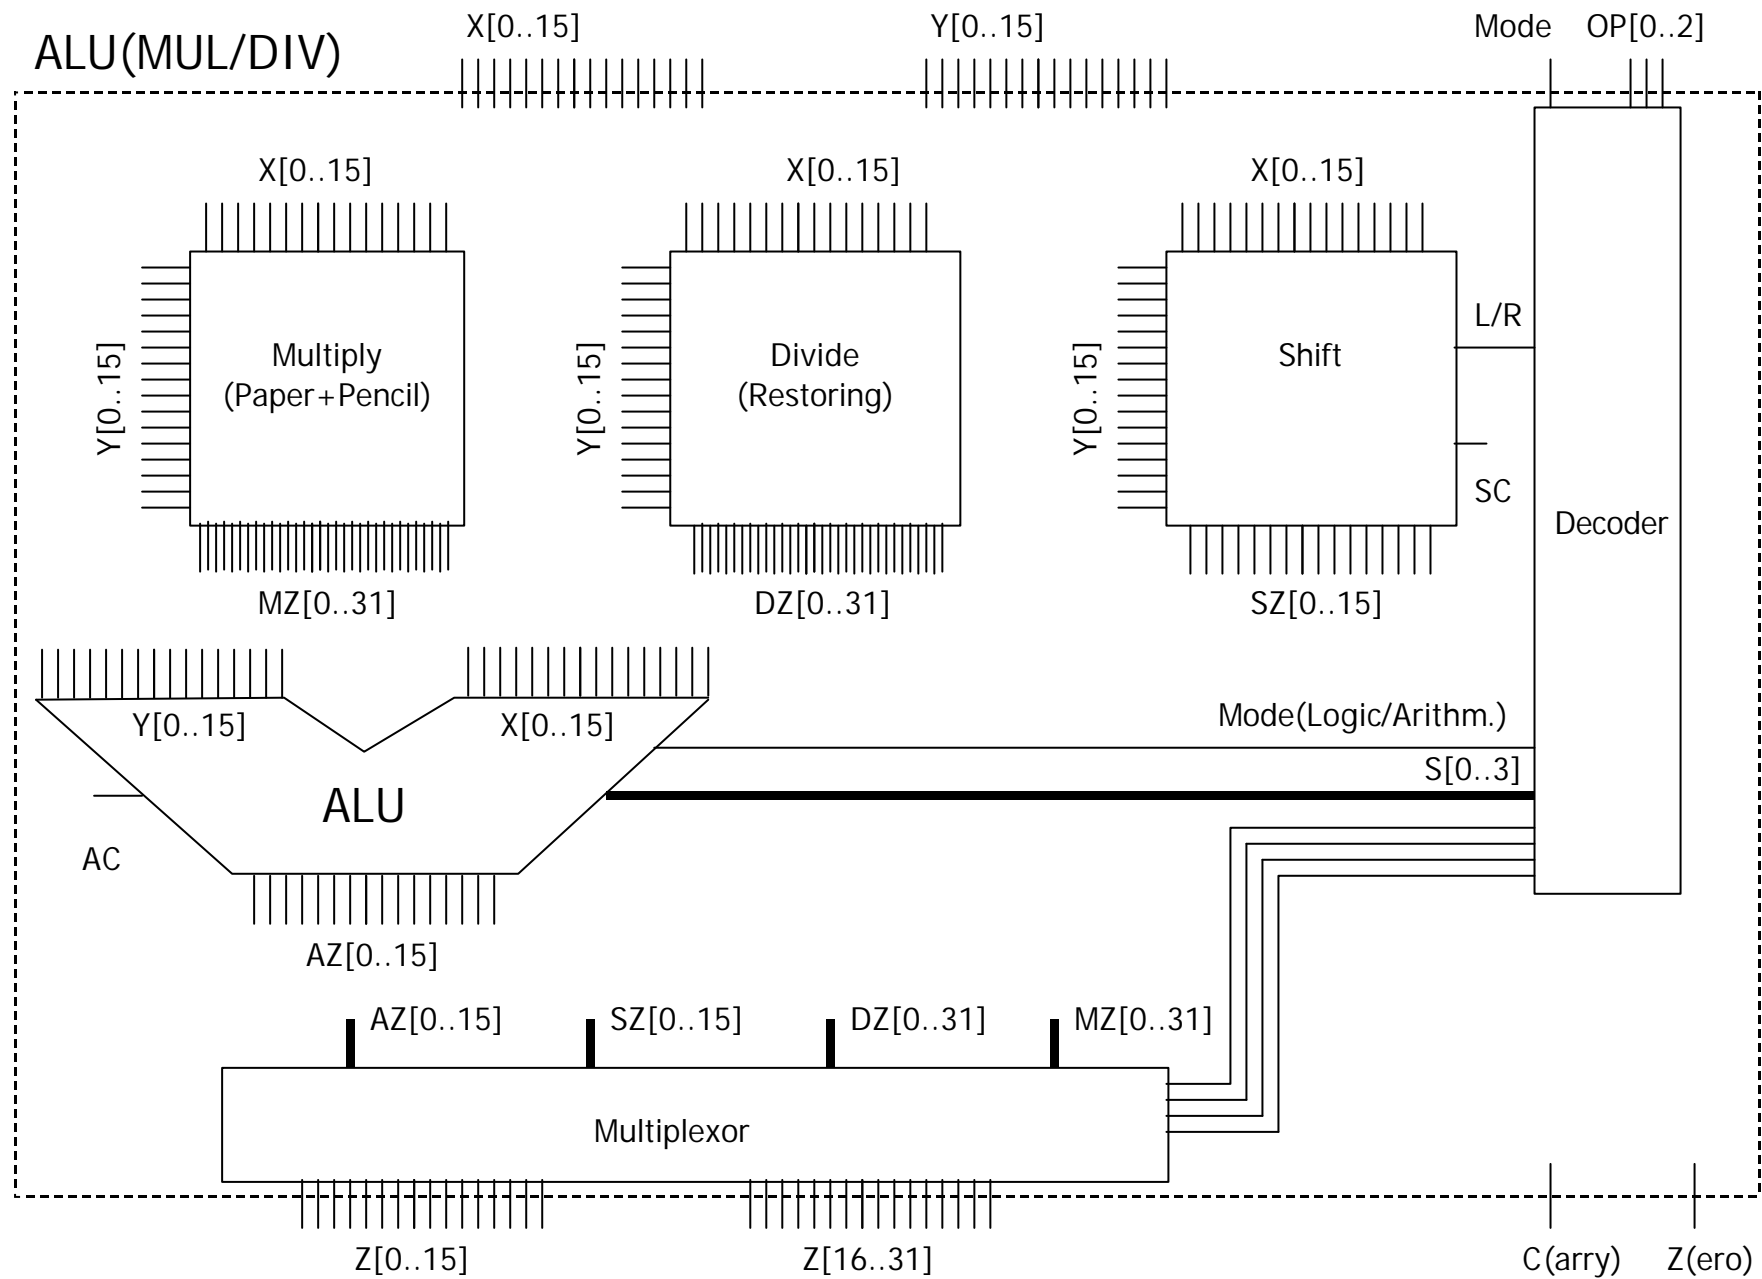 X[0..15]
Y[0..15]
Mode
OP[0..2]
ALU(MUL/DIV)
X[0..15]
X[0..15]
X[0..15]
L/R
Multiply
(Paper+Pencil)
Divide
(Restoring)
Shift
Y[0..15]
Y[0..15]
Y[0..15]
SC
Decoder
MZ[0..31]
DZ[0..31]
SZ[0..15]
Y[0..15]
X[0..15]
Mode(Logic/Arithm.)
S[0..3]
ALU
AC
AZ[0..15]
AZ[0..15]
SZ[0..15]
DZ[0..31]
MZ[0..31]
Multiplexor
Z[0..15]
Z[16..31]
C(arry)
Z(ero)